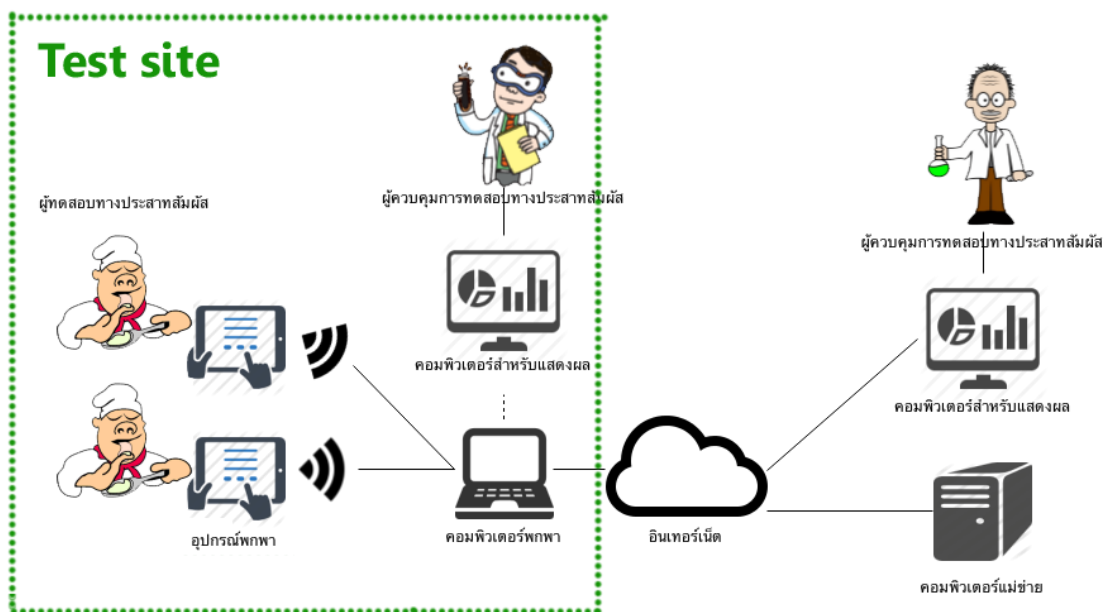 Test site
ผู้ทดสอบทางประสาทสัมผัส
ผู้ควบคุมการทดสอบทางประสาทสัมผัส
ผู้ควบคุมการทดสอบทางประสาทสัมผัส
คอมพิวเตอร์สำหรับแสดงผล
คอมพิวเตอร์สำหรับแสดงผล
อุปกรณ์พกพา
คอมพิวเตอร์พกพา
อินเทอร์เน็ต
คอมพิวเตอร์แม่ข่าย